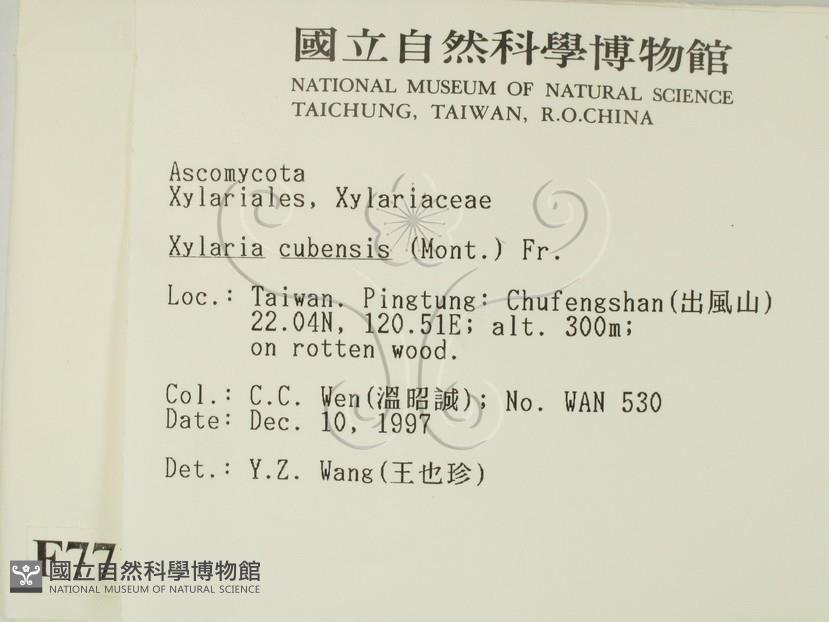 國立自然科學博物館
NATIONAL MUSEUM OF NATURAL SCIENCE
TAICHUNG, TAIWAN, R.O.CHINA
Ascomycota
Xylariales, Xylariaceae
Xylaria cubensis (Mont.) Fr.
Loc.: Taiwan. Pingtung: Chufengshan(出風山)
22.04N, 120.51E; alt. 300m;
on rotten wood.
Col.: C.C. Wen(溫昭誠); No. WAN 530
Date: Dec. 10, 1997
Det.: Y.Z. Wang(王也珍)
F77
國立自然科學博物館
NATIONAL MUSEUM OF NATURAL SCIENCE